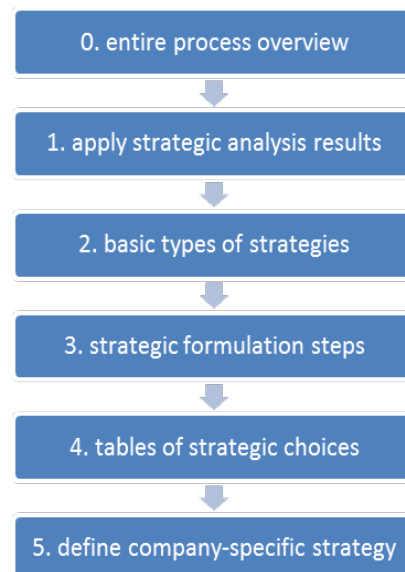 0. entire process overview
1. apply strategic analysis results
2. basic types of strategies
3. strategic formulation steps
4. tables of strategic choices
5. define company-specific strategy